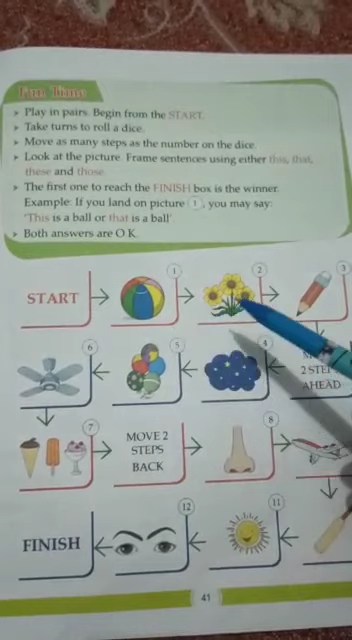 Fun Time
➤ Play in pairs. Begin from the START.
➤ Take turns to roll a dice.
➤ Move as many steps as the number on the dice.
➤ Look at the picture. Frame sentences using either this, that,
these and those.
➤ The first one to reach the FINISH box is the winner.
Example: If you land on picture 1, you may say:
'This is a ball or that is a ball'.
➤ Both answers are O.K.
START
1
2
3
6
5
4
2 STEP
AHEAD
7
MOVE 2
STEPS
BACK
8
FINISH
12
11
41